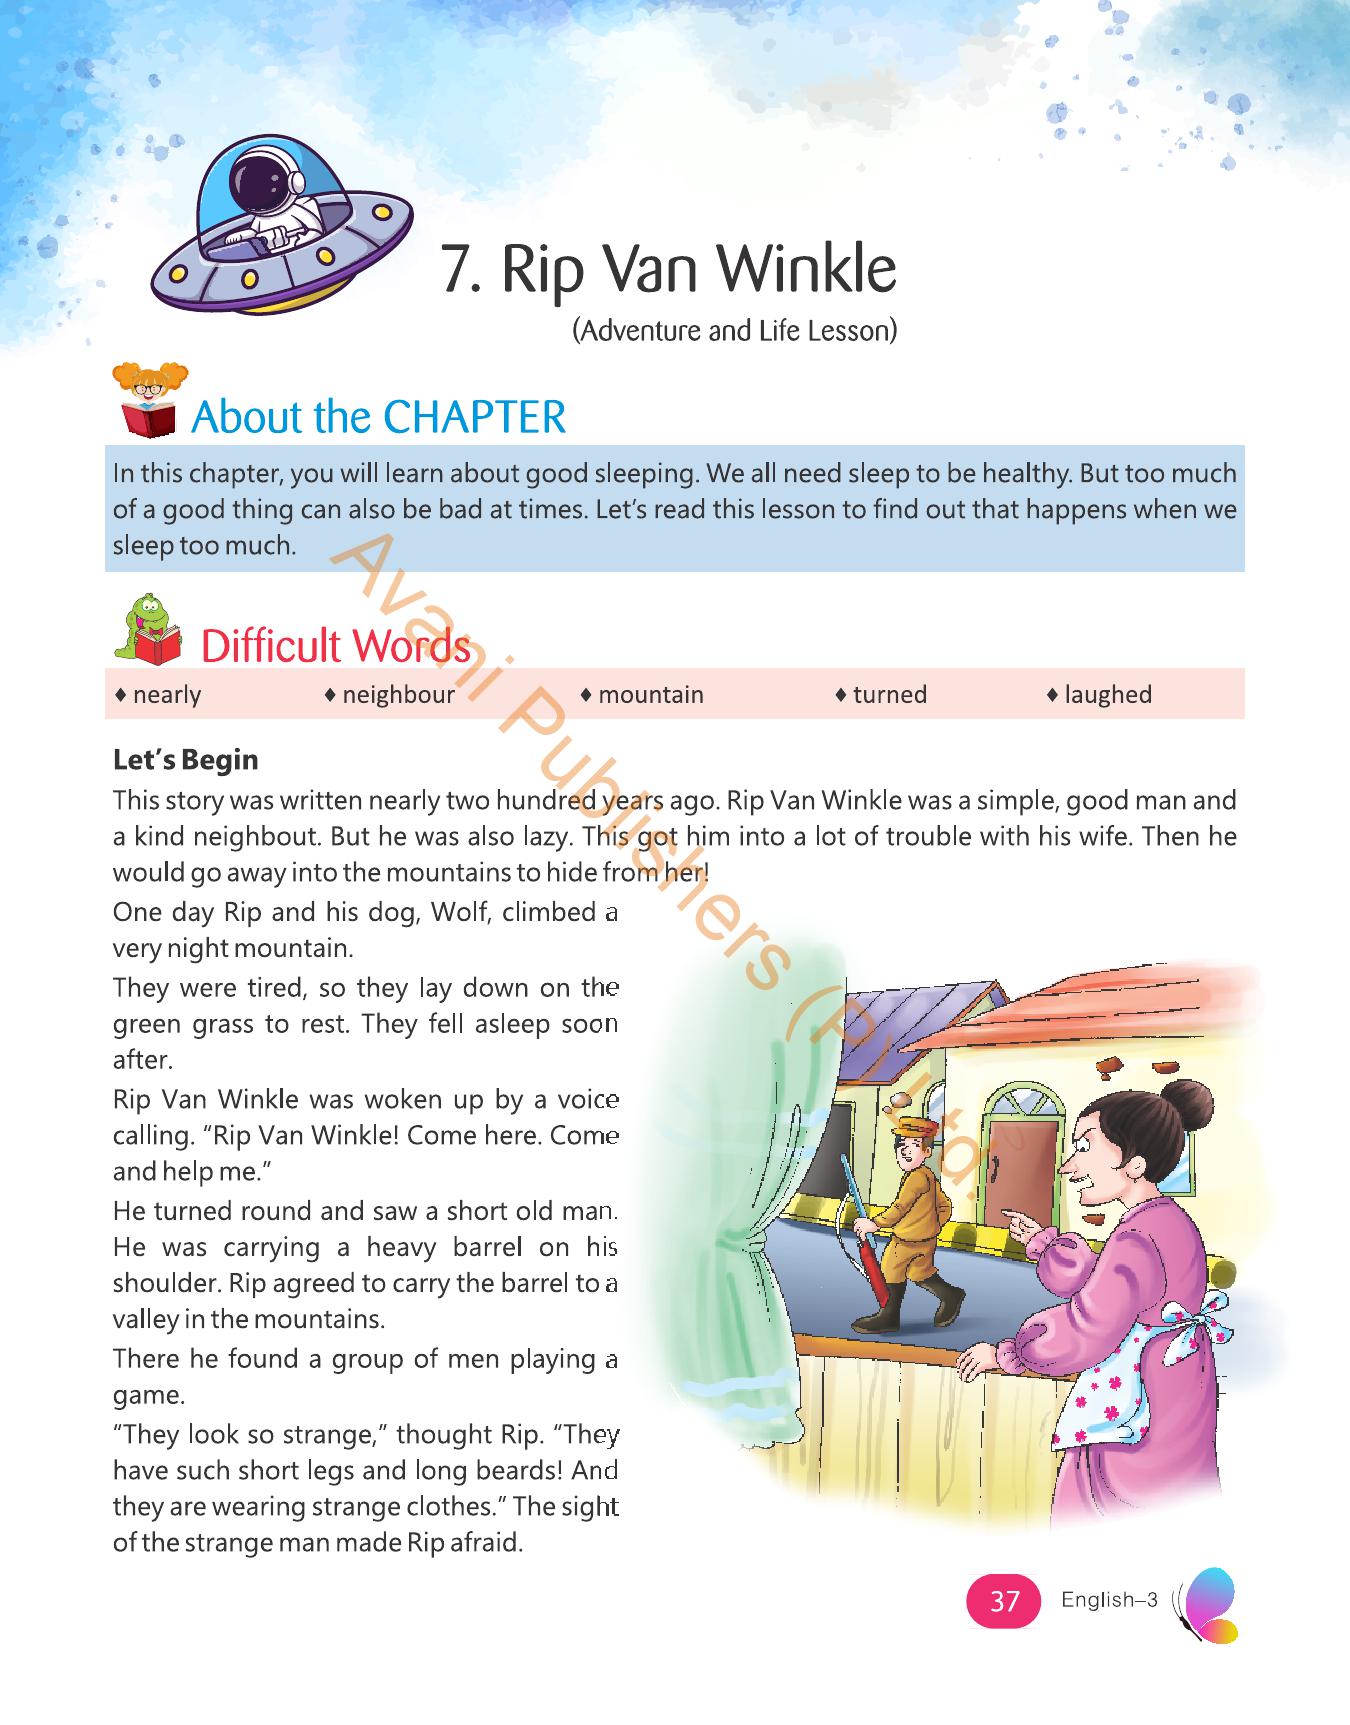 7. Rip Van Winkle
(Adventure and Life Lesson)
About the CHAPTER
In this chapter, you will learn about good sleeping. We all need sleep to be healthy. But too much
of a good thing can also be bad at times. Let’s read this lesson to find out that happens when we
sleep too much.
Difficult Words
♦ nearly ♦ neighbour ♦ mountain ♦ turned ♦ laughed
Let’s Begin
This story was written nearly two hundred years ago. Rip Van Winkle was a simple, good man and
a kind neighbout. But he was also lazy. This got him into a lot of trouble with his wife. Then he
would go away into the mountains to hide from her!
One day Rip and his dog, Wolf, climbed a
very night mountain.
They were tired, so they lay down on the
green grass to rest. They fell asleep soon
after.
Rip Van Winkle was woken up by a voice
calling. “Rip Van Winkle! Come here. Come
and help me.”
He turned round and saw a short old man.
He was carrying a heavy barrel on his
shoulder. Rip agreed to carry the barrel to a
valley in the mountains.
There he found a group of men playing a
game.
“They look so strange,” thought Rip. “They
have such short legs and long beards! And
they are wearing strange clothes.” The sight
of the strange man made Rip afraid.
Avani Publishers (P) Ltd.
37 English–3